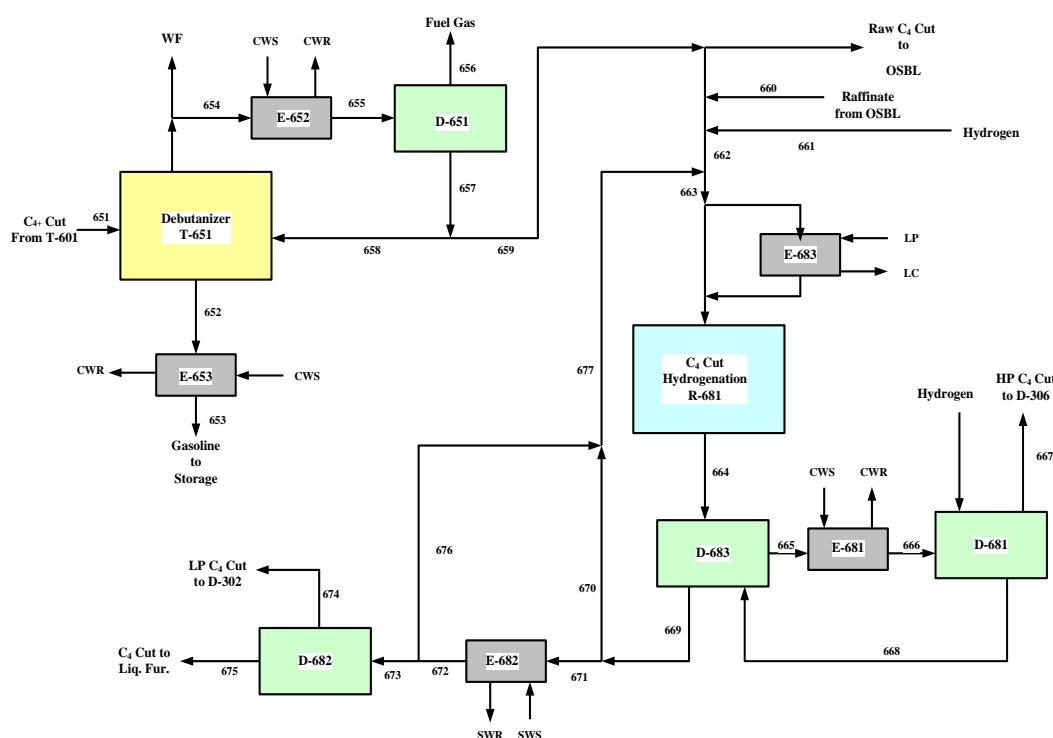 WF
CWS
CWR
Fuel Gas
656
Raw C₄ Cut
to
OSBL
654
E-652
655
D-651
660
Raffinate
from OSBL
Hydrogen
661
657
662
663
651
C₄₊ Cut
From T-601
Debutanizer
T-651
658
659
E-683
LP
LC
652
CWR
E-653
CWS
677
C₄ Cut
Hydrogenation
R-681
653
Gasoline
to
Storage
Hydrogen
HP C₄ Cut
to D-306
667
664
CWS
CWR
676
670
D-683
665
E-681
666
D-681
LP C₄ Cut
to D-302
674
669
668
C₄ Cut to
Liq. Fur.
675
D-682
673
672
E-682
671
SWR
SWS